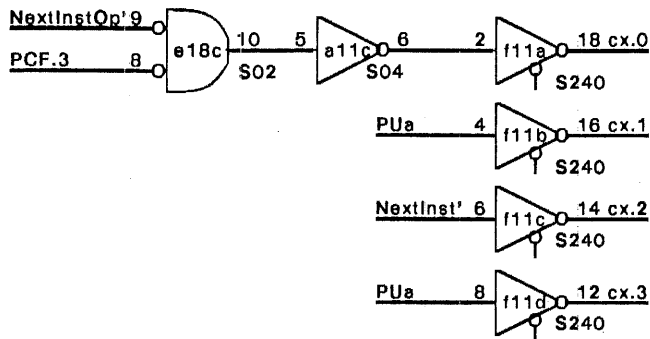 NextInstOp' 9
PCF.3 8
e18c
10
S02
5
a11c
6
S04
2
f11a
18 cx.0
S240
PUa 4
f11b
16 cx.1
S240
NextInst' 6
f11c
14 cx.2
S240
PUa 8
f11d
12 cx.3
S240